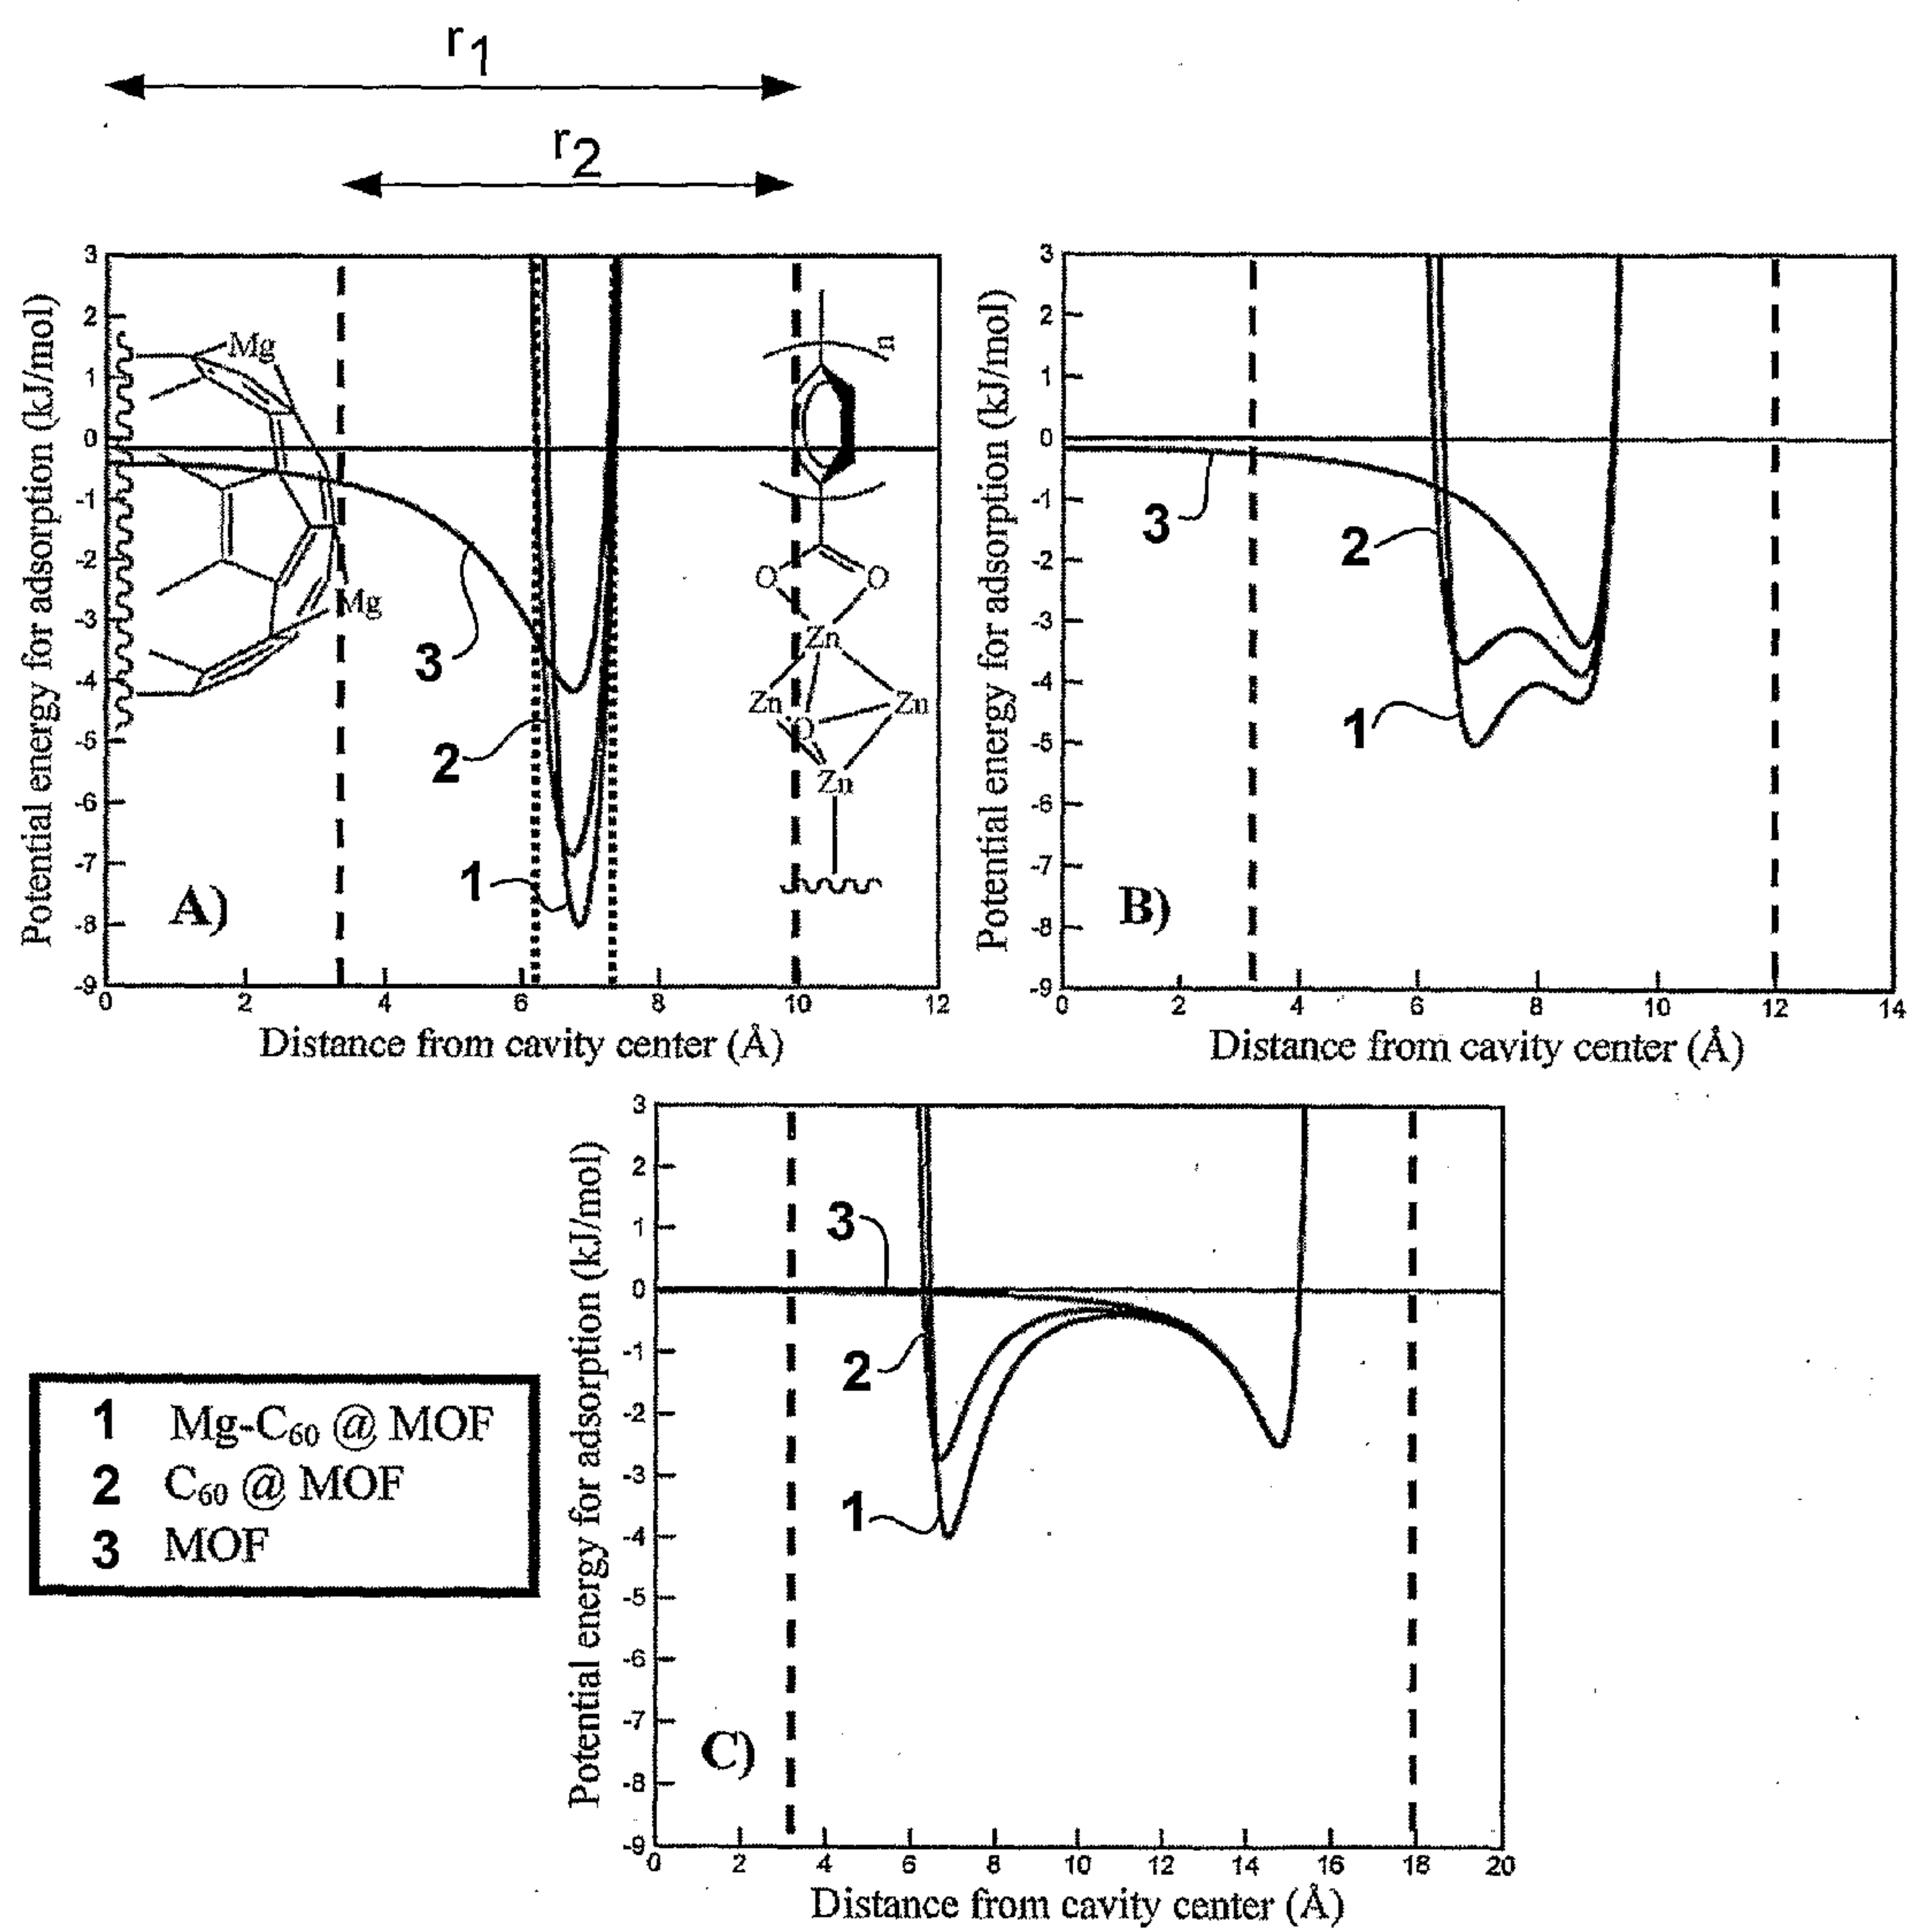 r1
r2
Potential energy for adsorption (kJ/mol)
3
2
1
0
-1
-2
-3
-4
-5
-6
-7
-8
-9
0 2 4 6 8 10 12
Distance from cavity center (Å)
A)
Mg
Mg
n
O
O
Zn
Zn
O
Zn
Zn
3
2
1
Potential energy for adsorption (kJ/mol)
3
2
1
0
-1
-2
-3
-4
-5
-6
-7
-8
-9
0 2 4 6 8 10 12 14
Distance from cavity center (Å)
B)
3
2
1
Potential energy for adsorption (kJ/mol)
3
2
1
0
-1
-2
-3
-4
-5
-6
-7
-8
-9
0 2 4 6 8 10 12 14 16 18 20
Distance from cavity center (Å)
C)
3
2
1
1 Mg-C60 @ MOF
2 C60 @ MOF
3 MOF